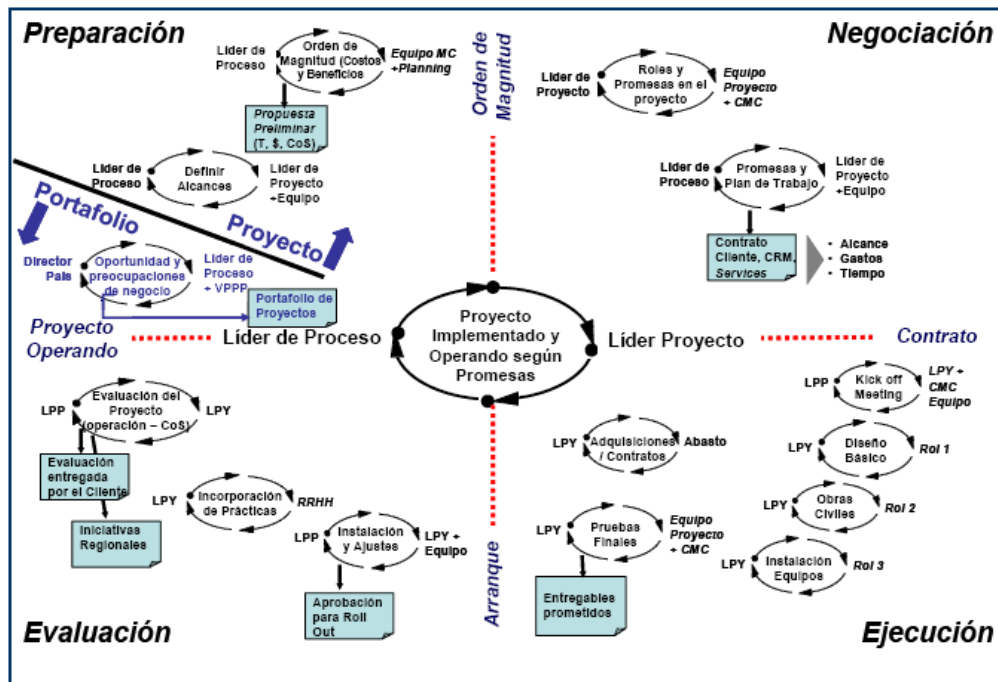 Preparación
Líder de
Proceso
Orden de
Magnitud (Costos
y Beneficios
Equipo MC
+Planning
Propuesta
Preliminar
(T, $, CoS)
Líder de
Proceso
Definir
Alcances
Líder de
Proyecto
+Equipo
Portafolio
Proyecto
Director
País
Oportunidad y
preocupaciones
de negocio
Líder de
Proceso
+ VPPP
Portafolio de
Proyectos
Orden de
Magnitud
Negociación
Líder de
Proyecto
Roles y
Promesas en el
proyecto
Equipo
Proyecto
+ CMC
Líder de
Proceso
Promesas y
Plan de Trabajo
Líder de
Proyecto
+Equipo
Contrato
Cliente, CRM,
Services
- Alcance
- Gastos
- Tiempo
Proyecto
Operando
Líder de Proceso
Proyecto
Implementado y
Operando según
Promesas
Líder Proyecto
Contrato
LPP
Evaluación del
Proyecto
(operación – CoS)
LPY
Evaluación
entregada
por el Cliente
Iniciativas
Regionales
LPY
Incorporación
de Prácticas
RRHH
LPP
Instalación
y Ajustes
LPY +
Equipo
Aprobación
para Roll
Out
Evaluación
Arranque
LPY
Adquisiciones
/ Contratos
Abasto
LPY
Pruebas
Finales
Equipo
Proyecto
+ CMC
Entregables
prometidos
LPP
Kick off
Meeting
LPY +
CMC
Equipo
LPY
Diseño
Básico
Rol 1
LPY
Obras
Civiles
Rol 2
LPY
Instalación
Equipos
Rol 3
Ejecución